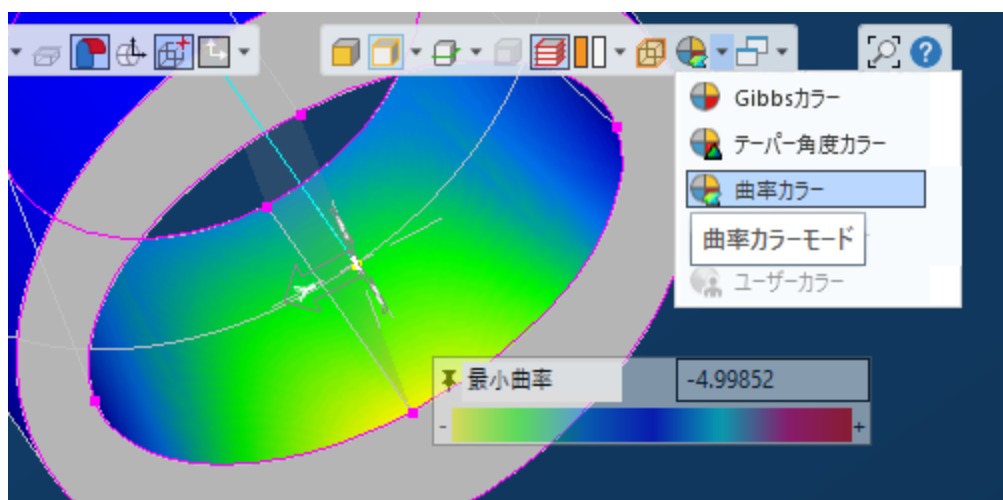 Gibbsカラー
テーパー角度カラー
曲率カラー
曲率カラーモード
ユーザーカラー
最小曲率
-4.99852
- +